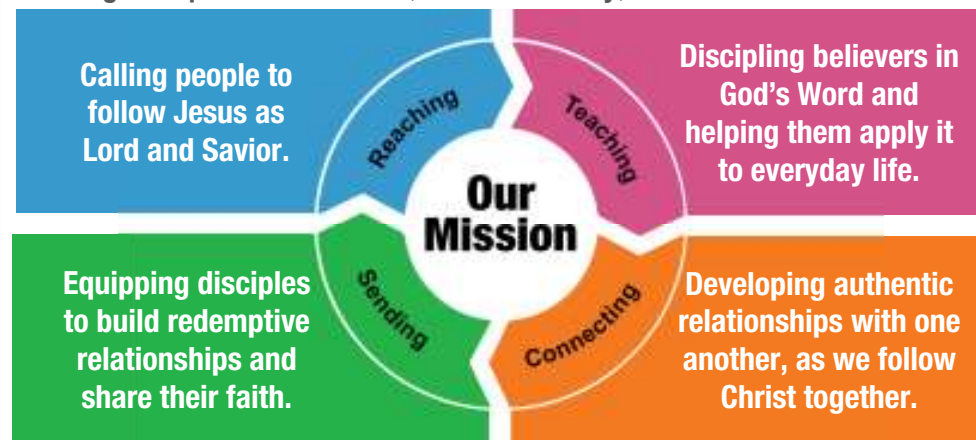 Calling people to
follow Jesus as
Lord and Savior.
Reaching
Teaching
Discipling believers in
God’s Word and
helping them apply it
to everyday life.
Our
Mission
Equipping disciples
to build redemptive
relationships and
share their faith.
Sending
Connecting
Developing authentic
relationships with one
another, as we follow
Christ together.